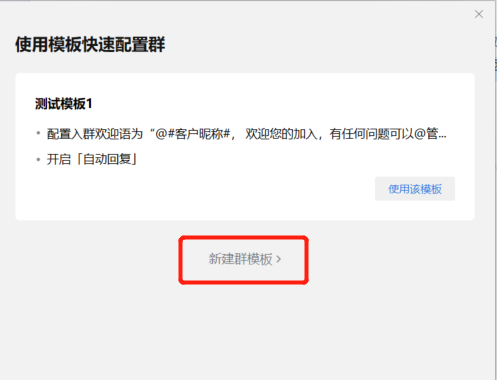 使用模板快速配置群
测试模板1
• 配置入群欢迎语为“@#客户昵称#，欢迎您的加入，有任何问题可以@管...
• 开启「自动回复」
使用该模板
新建群模板 >